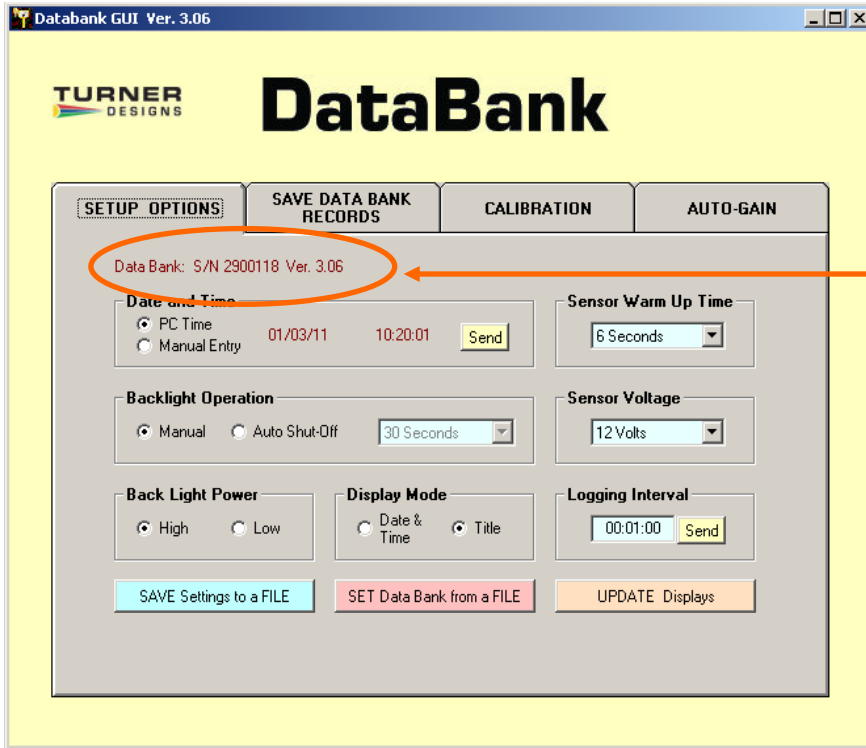 Databank GUI Ver. 3.06
TURNER
DESIGNS
DataBank
SETUP OPTIONS
SAVE DATA BANK
RECORDS
CALIBRATION
AUTO-GAIN
Data Bank: S/N 2900118 Ver. 3.06
Date and Time
PC Time
Manual Entry
01/03/11
10:20:01
Send
Sensor Warm Up Time
6 Seconds
Backlight Operation
Manual
Auto Shut-Off
30 Seconds
Sensor Voltage
12 Volts
Back Light Power
High
Low
Display Mode
Date &
Time
Title
Logging Interval
00:01:00
Send
SAVE Settings to a FILE
SET Data Bank from a FILE
UPDATE Displays